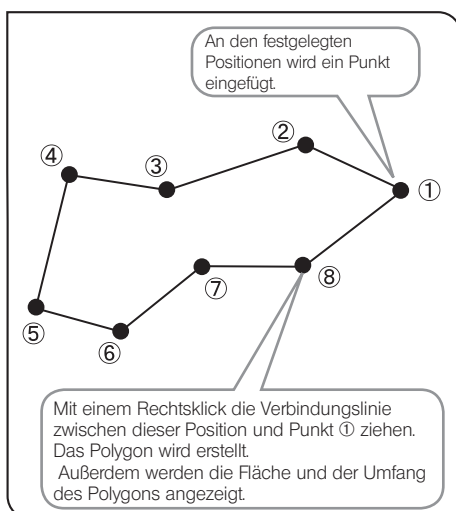 An den festgelegten
Positionen wird ein Punkt
eingefügt.
②
④
③
①
⑧
⑦
⑤
⑥
Mit einem Rechtsklick die Verbindungslinie
zwischen dieser Position und Punkt ① ziehen.
Das Polygon wird erstellt.
Außerdem werden die Fläche und der Umfang
des Polygons angezeigt.